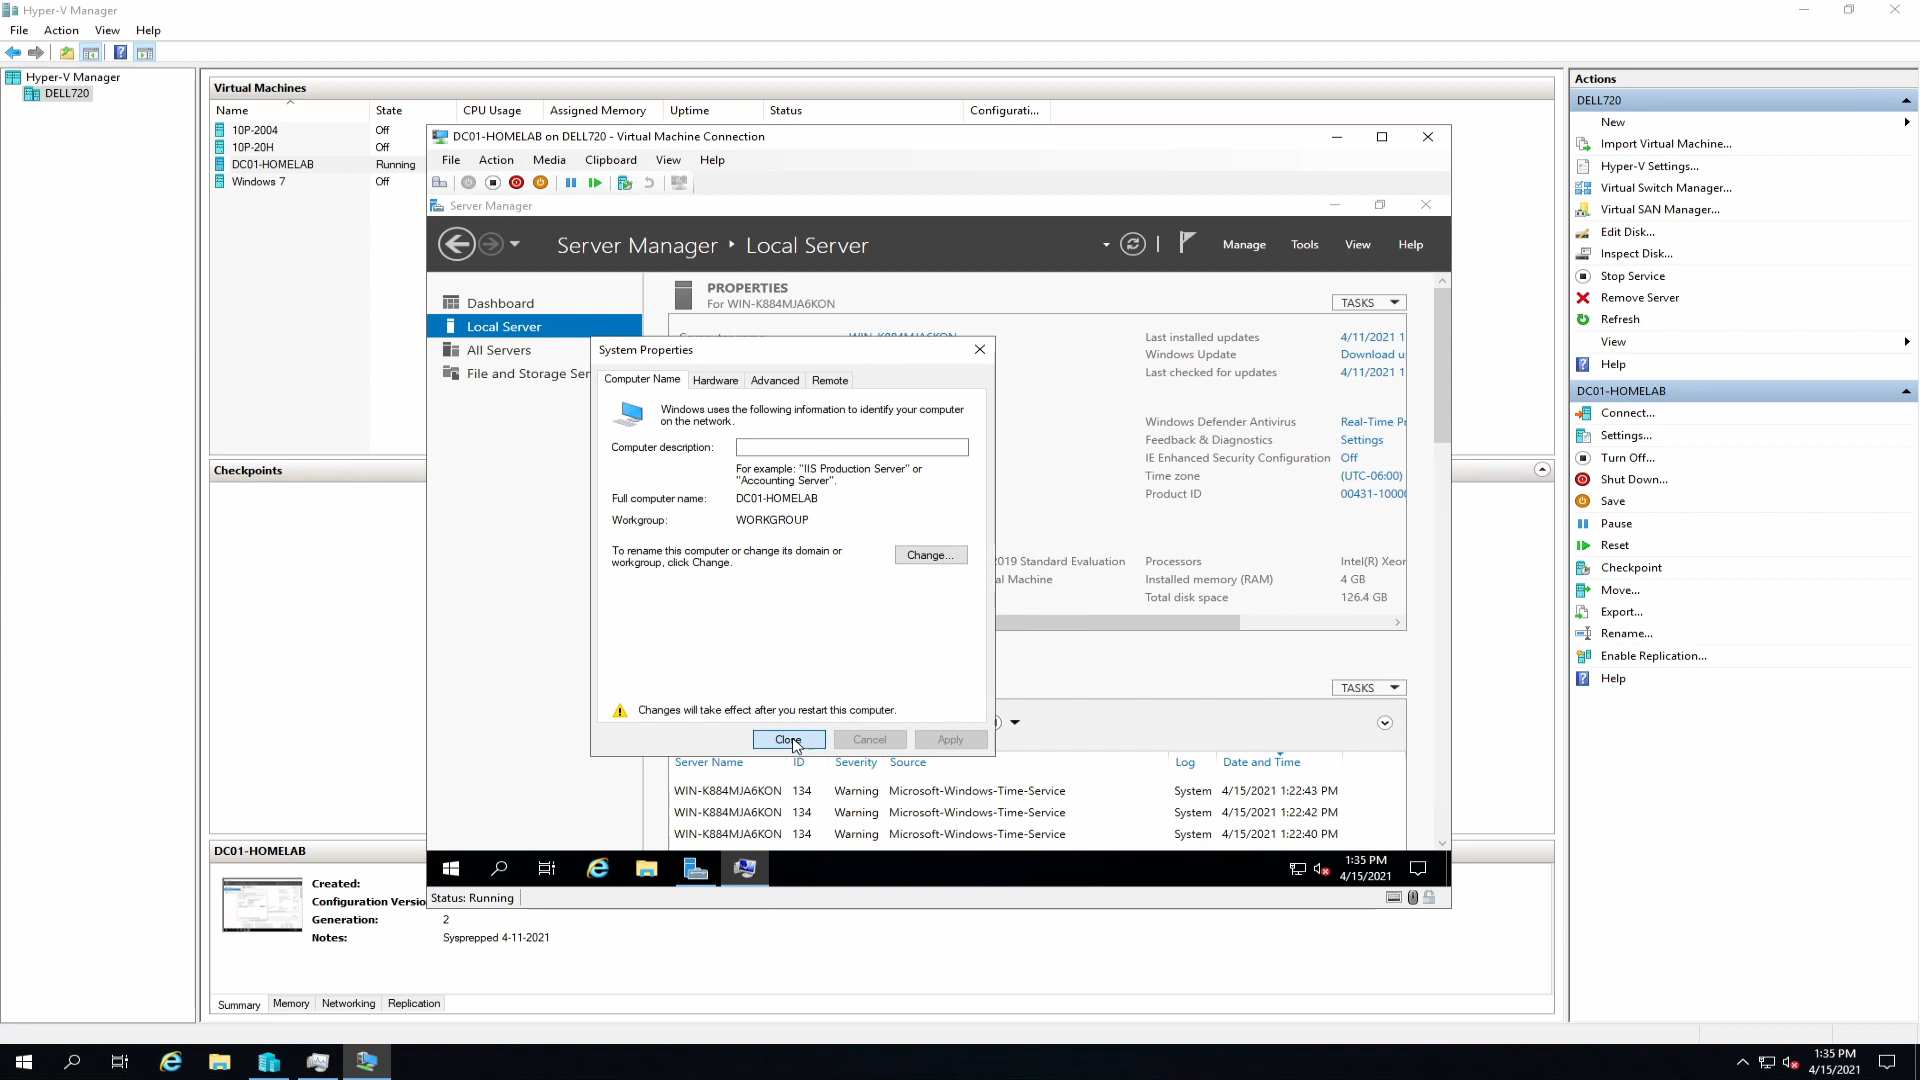 Hyper-V Manager
File Action View Help
Hyper-V Manager
DELL720
Virtual Machines
Name State CPU Usage Assigned Memory Uptime Status Configurati...
10P-2004 Off
10P-20H Off
DC01-HOMELAB Running
Windows 7 Off
Checkpoints
DC01-HOMELAB on DELL720 - Virtual Machine Connection
File Action Media Clipboard View Help
Server Manager
Server Manager ‣ Local Server
Manage Tools View Help
Dashboard
Local Server
All Servers
File and Storage Ser
PROPERTIES
For WIN-K884MJA6KON
TASKS
WIN-K884MJA6KON
Last installed updates 4/11/2021 1
Windows Update Download u
Last checked for updates 4/11/2021 1
Windows Defender Antivirus Real-Time Pr
Feedback & Diagnostics Settings
IE Enhanced Security Configuration Off
Time zone (UTC-06:00)
Product ID 00431-10000
2019 Standard Evaluation Processors Intel(R) Xeor
al Machine Installed memory (RAM) 4 GB
Total disk space 126.4 GB
System Properties
Computer Name Hardware Advanced Remote
Windows uses the following information to identify your computer
on the network.
Computer description:
For example: "IIS Production Server" or
"Accounting Server".
Full computer name: DC01-HOMELAB
Workgroup: WORKGROUP
To rename this computer or change its domain or
workgroup, click Change.
Change...
Changes will take effect after you restart this computer.
Close Cancel Apply
TASKS
Server Name ID Severity Source Log Date and Time
WIN-K884MJA6KON 134 Warning Microsoft-Windows-Time-Service System 4/15/2021 1:22:43 PM
WIN-K884MJA6KON 134 Warning Microsoft-Windows-Time-Service System 4/15/2021 1:22:42 PM
WIN-K884MJA6KON 134 Warning Microsoft-Windows-Time-Service System 4/15/2021 1:22:40 PM
1:35 PM
4/15/2021
Status: Running
DC01-HOMELAB
Created:
Configuration Versio
Generation: 2
Notes: Sysprepped 4-11-2021
Summary Memory Networking Replication
Actions
DELL720
New
Import Virtual Machine...
Hyper-V Settings...
Virtual Switch Manager...
Virtual SAN Manager...
Edit Disk...
Inspect Disk...
Stop Service
Remove Server
Refresh
View
Help
DC01-HOMELAB
Connect...
Settings...
Turn Off...
Shut Down...
Save
Pause
Reset
Checkpoint
Move...
Export...
Rename...
Enable Replication...
Help
1:35 PM
4/15/2021